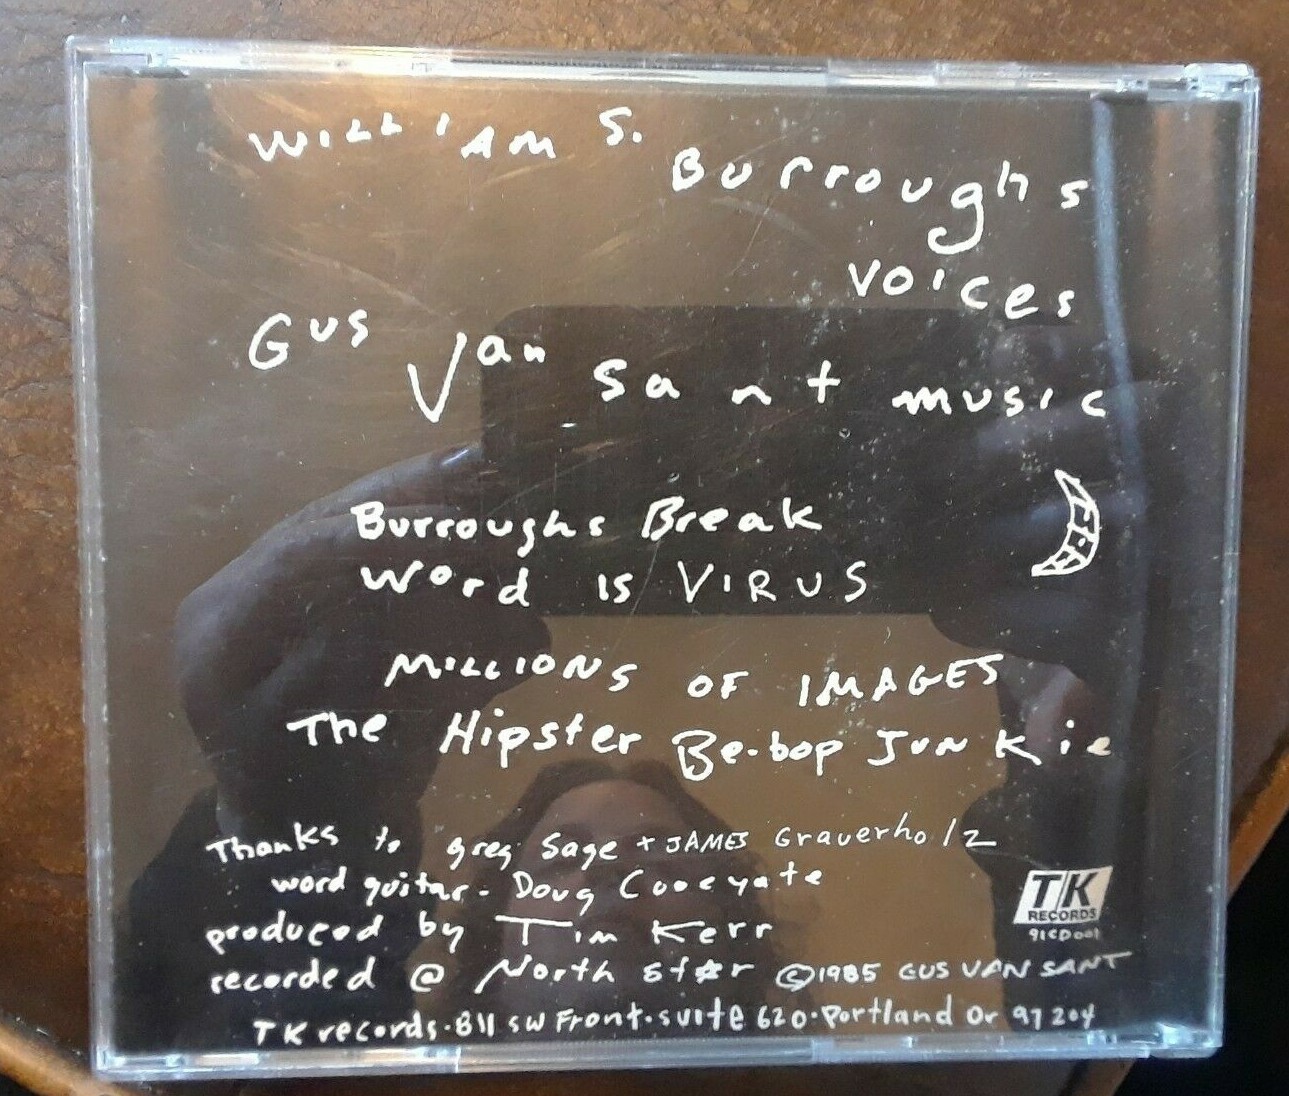 WILLIAM S.
Burroughs
voices
Gus Van Sant music
Burroughs Break
word is VIRUS
MILLIONS OF IMAGES
The Hipster Be-bop Junkie
Thanks to greg Sage + JAMES Grauerholz
word guitar - Doug Cooeyate
produced by Tim Kerr
recorded @ North Star ©1985 GUS VAN SANT
TK records · 811 SW Front · suite 620 · Portland Or 97204
TK
RECORDS
91CD001